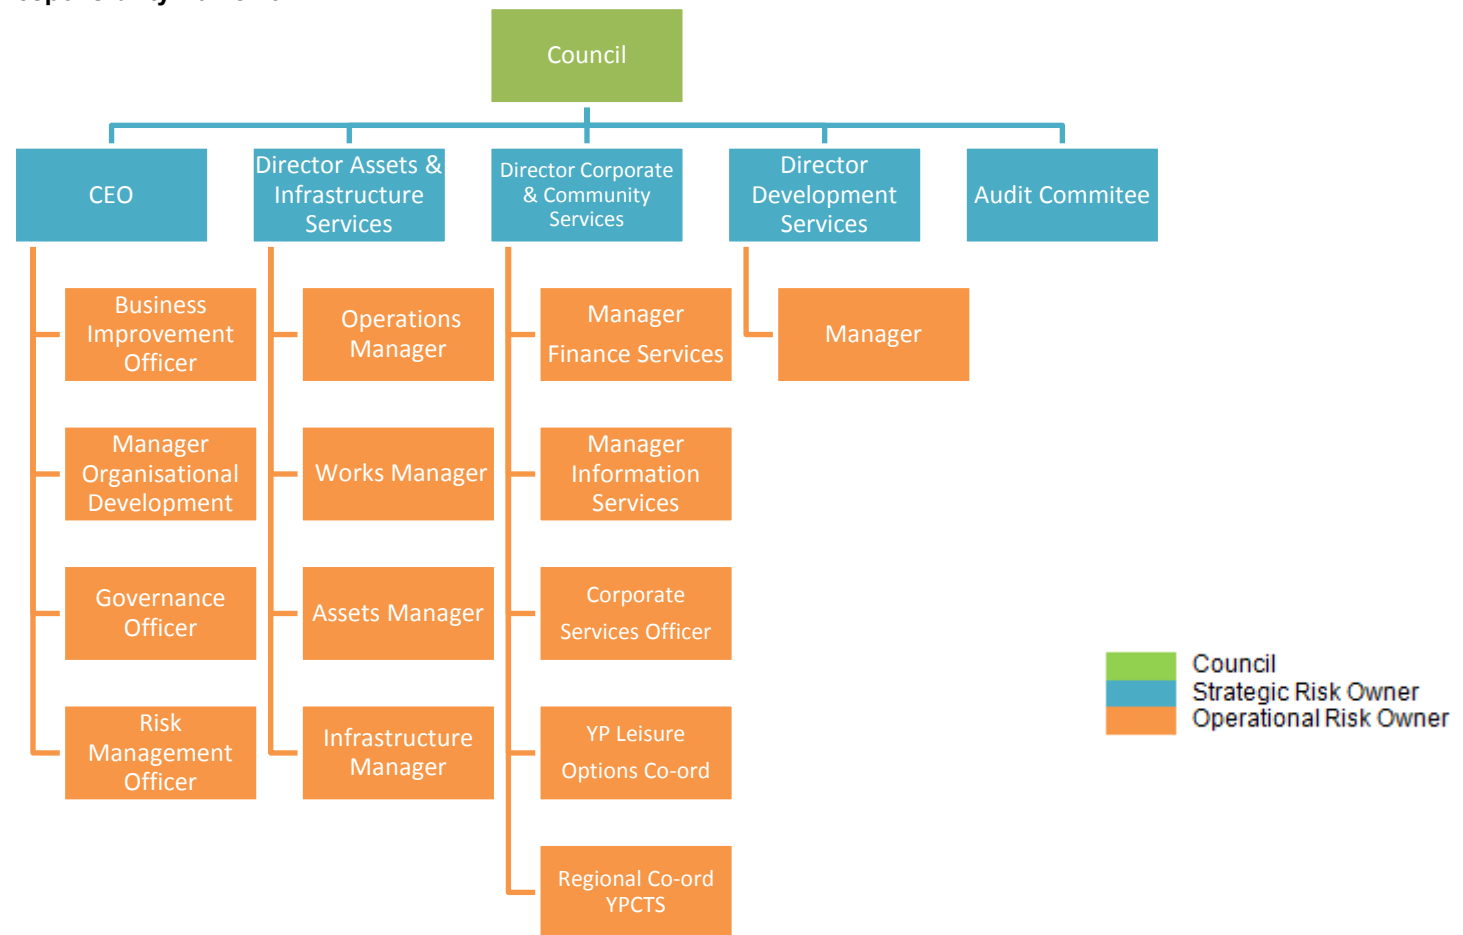 Council
CEO
Director Assets &
Infrastructure
Services
Director Corporate
& Community
Services
Director
Development
Services
Audit Commitee
Business
Improvement
Officer
Operations
Manager
Manager
Finance Services
Manager
Manager
Organisational
Development
Works Manager
Manager
Information
Services
Governance
Officer
Assets Manager
Corporate
Services Officer
Risk
Management
Officer
Infrastructure
Manager
YP Leisure
Options Co-ord
Regional Co-ord
YPCTS
Council
Strategic Risk Owner
Operational Risk Owner